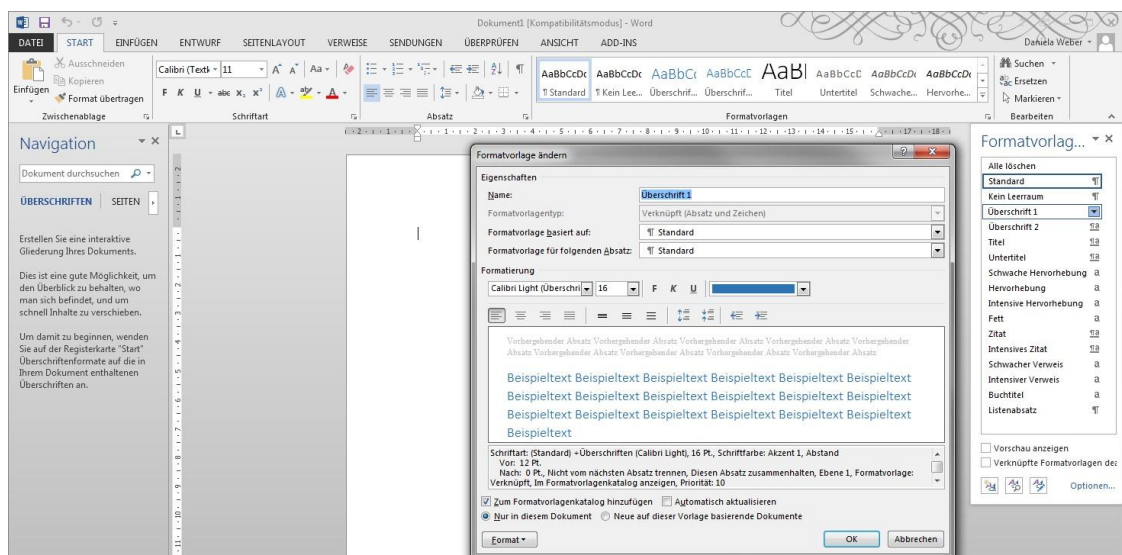 Dokument1 [Kompatibilitätsmodus] - Word
DATEI START EINFÜGEN ENTWURF SEITENLAYOUT VERWEISE SENDUNGEN ÜBERPRÜFEN ANSICHT ADD-INS Daniela Weber
Einfügen
Ausschneiden
Kopieren
Format übertragen
Zwischenablage
Calibri (Textk 11
F K U abc x₂ x² A A
Schriftart
Absatz
AaBbCcDc AaBbCcDc AaBbCc AaBbCcC AaBl AaBbCcC AaBbCcDc AaBbCcDc
¶ Standard ¶ Kein Lee... Überschrif... Überschrif... Titel Untertitel Schwache... Hervorhe...
Formatvorlagen
Suchen
Ersetzen
Markieren
Bearbeiten
Navigation
Dokument durchsuchen
ÜBERSCHRIFTEN SEITEN
Erstellen Sie eine interaktive
Gliederung Ihres Dokuments.
Dies ist eine gute Möglichkeit, um
den Überblick zu behalten, wo
man sich befindet, und um
schnell Inhalte zu verschieben.
Um damit zu beginnen, wenden
Sie auf der Registerkarte "Start"
Überschriftenformate auf die in
Ihrem Dokument enthaltenen
Überschriften an.
Formatvorlage ändern
Eigenschaften
Name: Überschrift 1
Formatvorlagentyp: Verknüpft (Absatz und Zeichen)
Formatvorlage basiert auf: ¶ Standard
Formatvorlage für folgenden Absatz: ¶ Standard
Formatierung
Calibri Light (Überschri 16 F K U
Vorhergehender Absatz Vorhergehender Absatz Vorhergehender Absatz Vorhergehender Absatz Vorhergehender
Absatz Vorhergehender Absatz Vorhergehender Absatz Vorhergehender Absatz Vorhergehender Absatz
Beispieltext Beispieltext Beispieltext Beispieltext Beispieltext Beispieltext
Beispieltext Beispieltext Beispieltext Beispieltext Beispieltext Beispieltext
Beispieltext Beispieltext Beispieltext Beispieltext Beispieltext Beispieltext
Beispieltext
Schriftart: (Standard) +Überschriften (Calibri Light), 16 Pt., Schriftfarbe: Akzent 1, Abstand
Vor: 12 Pt.
Nach: 0 Pt., Nicht vom nächsten Absatz trennen, Diesen Absatz zusammenhalten, Ebene 1, Formatvorlage:
Verknüpft, Im Formatvorlagenkatalog anzeigen, Priorität: 10
Zum Formatvorlagenkatalog hinzufügen Automatisch aktualisieren
Nur in diesem Dokument Neue auf dieser Vorlage basierende Dokumente
Format OK Abbrechen
Formatvorlag...
Alle löschen
Standard ¶
Kein Leerraum ¶
Überschrift 1
Überschrift 2 ¶a
Titel ¶a
Untertitel ¶a
Schwache Hervorhebung a
Hervorhebung a
Intensive Hervorhebung a
Fett a
Zitat ¶a
Intensives Zitat ¶a
Schwacher Verweis a
Intensiver Verweis a
Buchtitel a
Listenabsatz ¶
Vorschau anzeigen
Verknüpfte Formatvorlagen dea
Optionen...